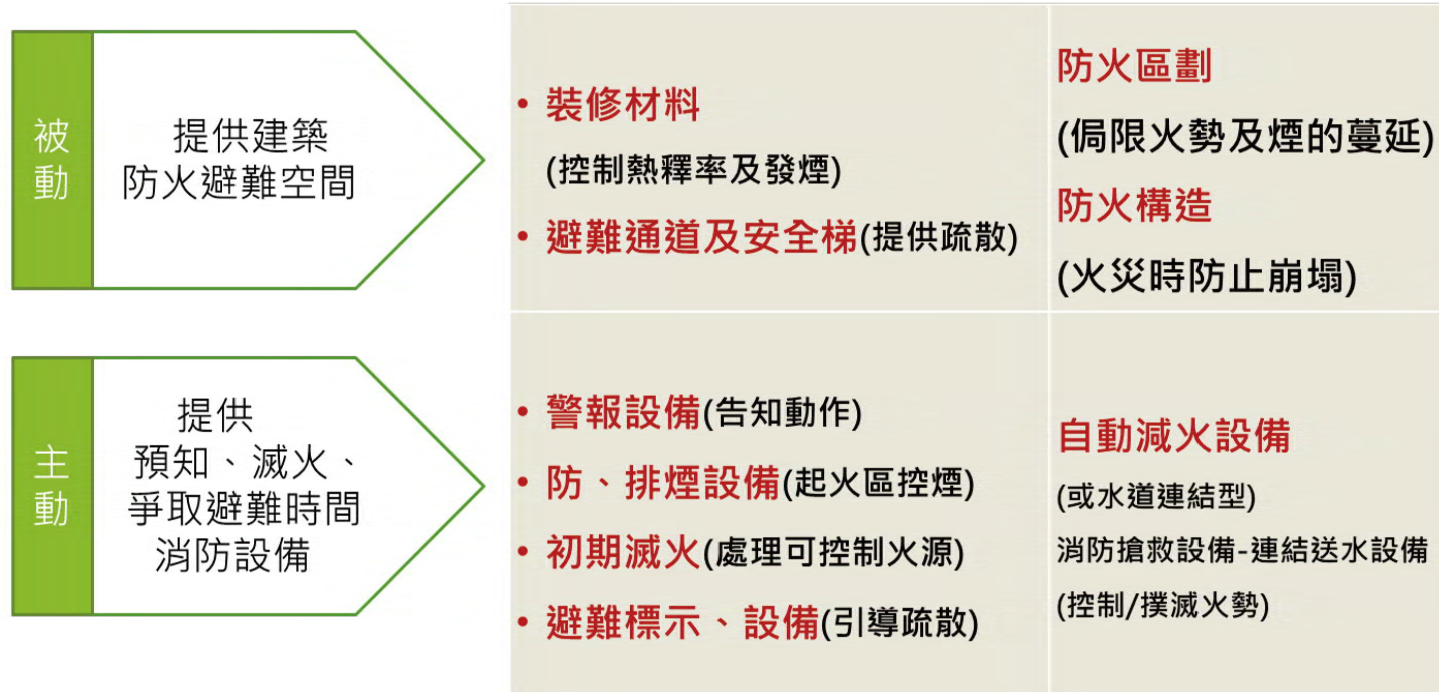 被動
提供建築
防火避難空間
• 裝修材料
(控制熱釋率及發煙)
• 避難通道及安全梯(提供疏散)
防火區劃
(侷限火勢及煙的蔓延)
防火構造
(火災時防止崩塌)
主動
提供
預知、滅火、
爭取避難時間
消防設備
• 警報設備(告知動作)
• 防、排煙設備(起火區控煙)
• 初期滅火(處理可控制火源)
• 避難標示、設備(引導疏散)
自動減火設備
(或水道連結型)
消防搶救設備-連結送水設備
(控制/撲滅火勢)